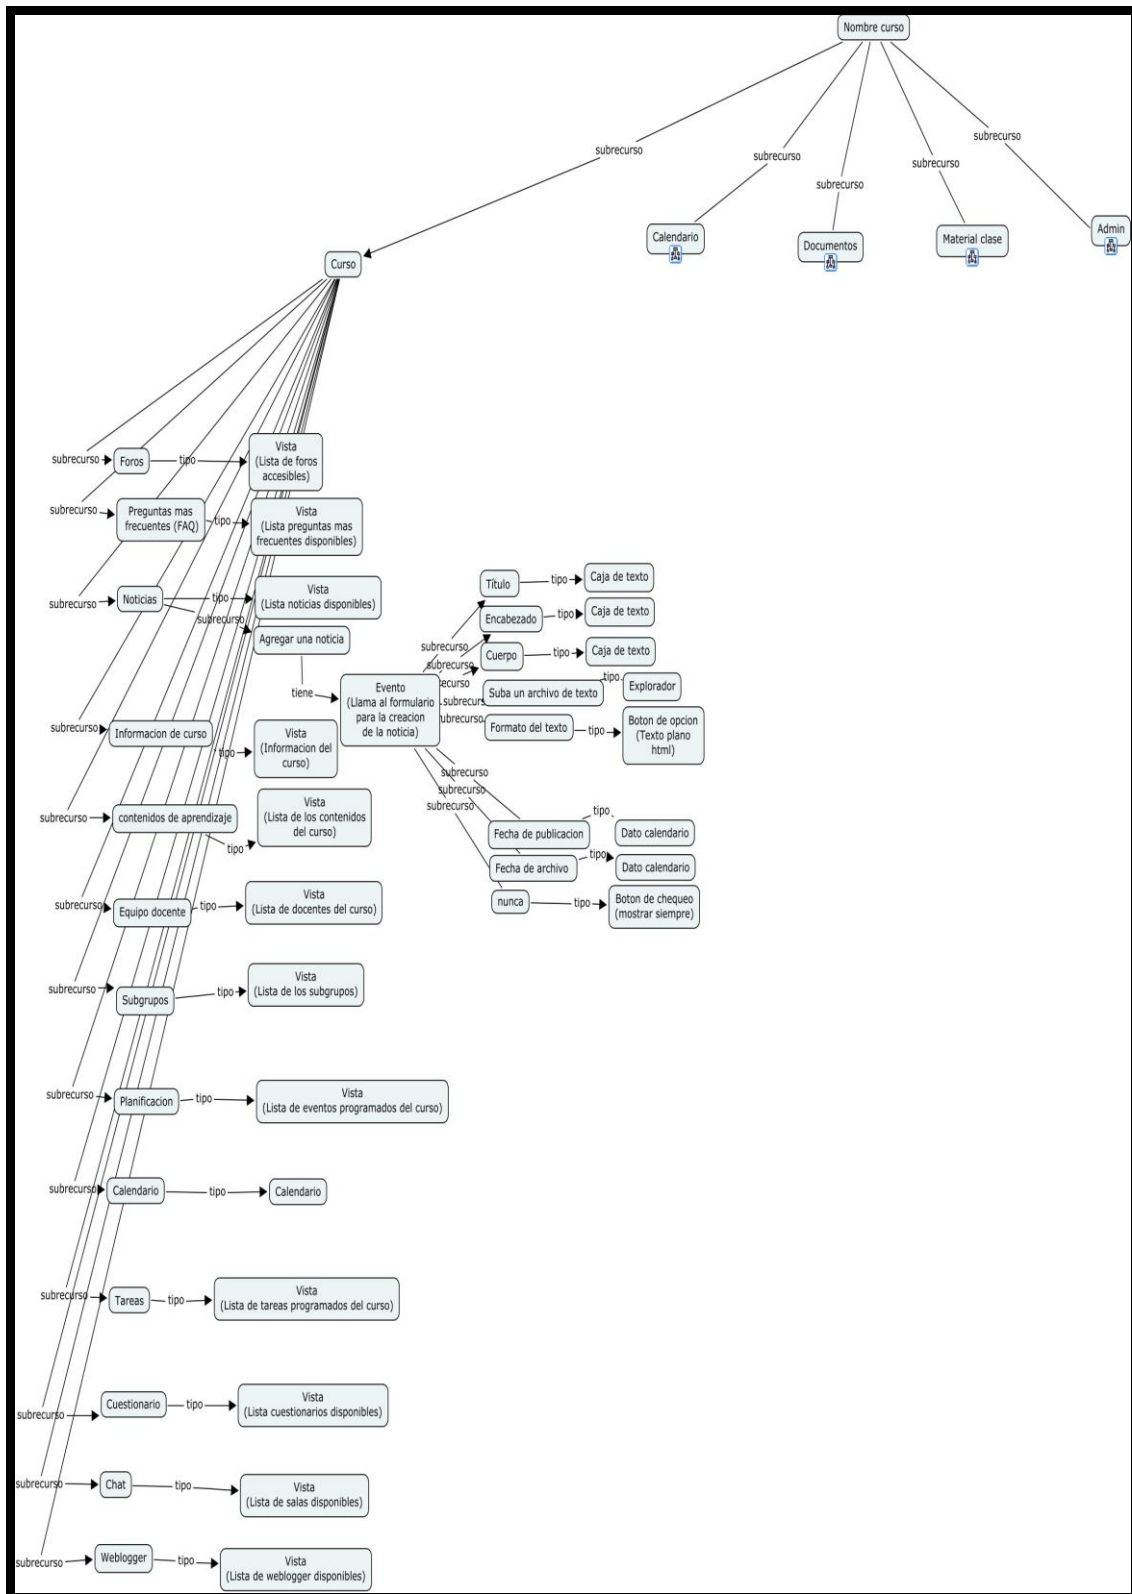 Nombre curso
subrecurso
subrecurso
subrecurso
subrecurso
subrecurso
Curso
Calendario
Documentos
Material clase
Admin
subrecurso
Foros
tipo
Vista
(Lista de foros
accesibles)
subrecurso
Preguntas mas
frecuentes (FAQ)
tipo
Vista
(Lista preguntas mas
frecuentes disponibles)
subrecurso
Noticias
tipo
Vista
(Lista noticias disponibles)
subrecurso
Agregar una noticia
tiene
Evento
(Llama al formulario
para la creacion
de la noticia)
subrecurso
Título
tipo
Caja de texto
subrecurso
Encabezado
tipo
Caja de texto
ecurso
Cuerpo
tipo
Caja de texto
subrecurs
Suba un archivo de texto
tipo
Explorador
ubrecurso
Formato del texto
tipo
Boton de opcion
(Texto plano
html)
subrecurso
Fecha de publicacion
tipo
Dato calendario
subrecurso
Fecha de archivo
tipo
Dato calendario
subrecurso
nunca
tipo
Boton de chequeo
(mostrar siempre)
subrecurso
Informacion de curso
tipo
Vista
(Informacion del
curso)
subrecurso
contenidos de aprendizaje
tipo
Vista
(Lista de los contenidos
del curso)
subrecurso
Equipo docente
tipo
Vista
(Lista de docentes del curso)
subrecurso
Subgrupos
tipo
Vista
(Lista de los subgrupos)
subrecurso
Planificacion
tipo
Vista
(Lista de eventos programados del curso)
subrecurso
Calendario
tipo
Calendario
subrecurso
Tareas
tipo
Vista
(Lista de tareas programados del curso)
subrecurso
Cuestionario
tipo
Vista
(Lista cuestionarios disponibles)
subrecurso
Chat
tipo
Vista
(Lista de salas disponibles)
subrecurso
Weblogger
tipo
Vista
(Lista de weblogger disponibles)